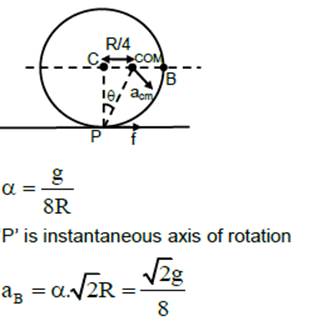 R/4
C COM B
θ a_cm
P f
α = g/8R
'P' is instantaneous axis of rotation
a_B = α.√2R = √2g/8